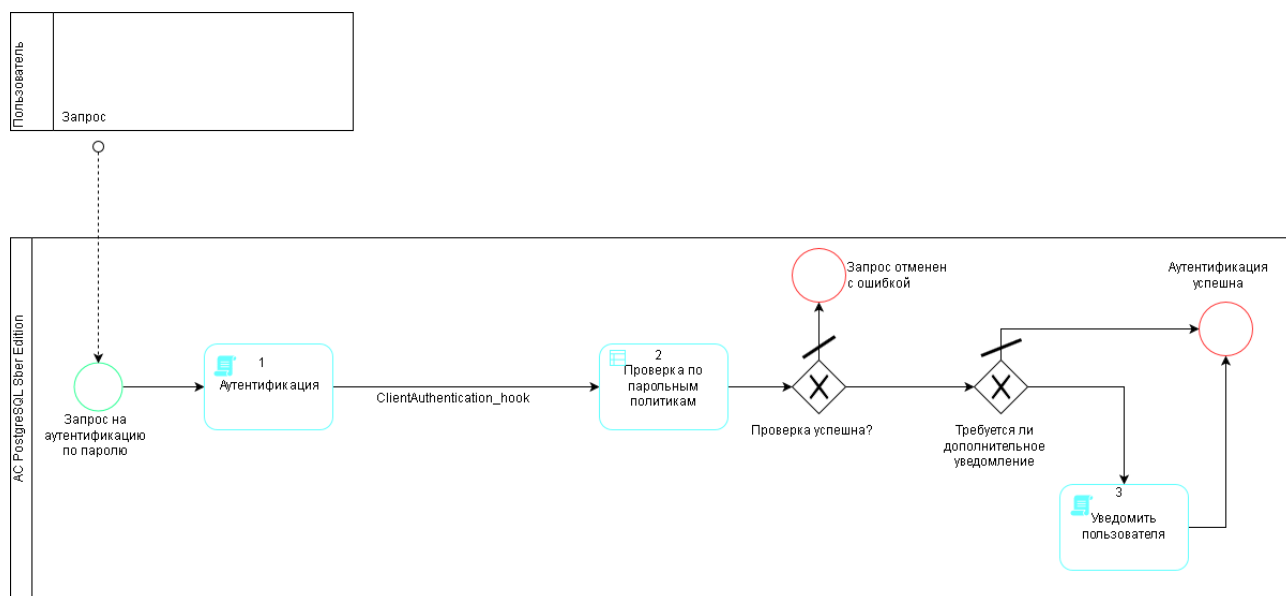 Пользователь
Запрос
АС PostgreSQL Sber Edition
Запрос на
аутентификацию
по паролю
1
Аутентификация
ClientAuthentication_hook
2
Проверка по
парольным
политикам
Проверка успешна?
Запрос отменен
с ошибкой
Требуется ли
дополнительное
уведомление
Аутентификация
успешна
3
Уведомить
пользователя